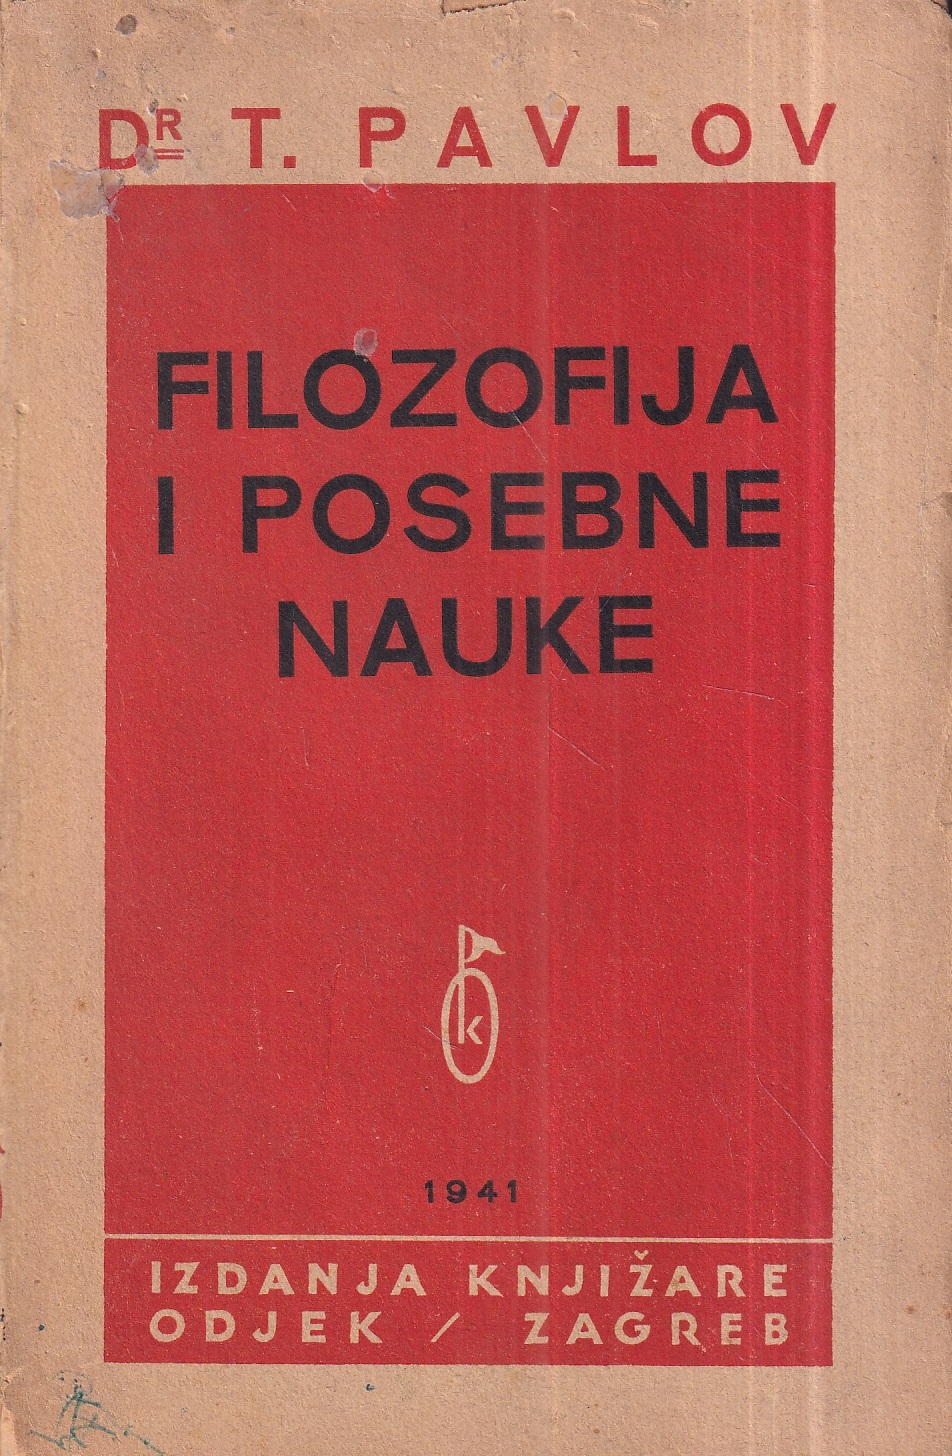 DR T. PAVLOV
FILOZOFIJA
I POSEBNE
NAUKE
k
1941
IZDANJA KNJIŽARE
ODJEK / ZAGREB